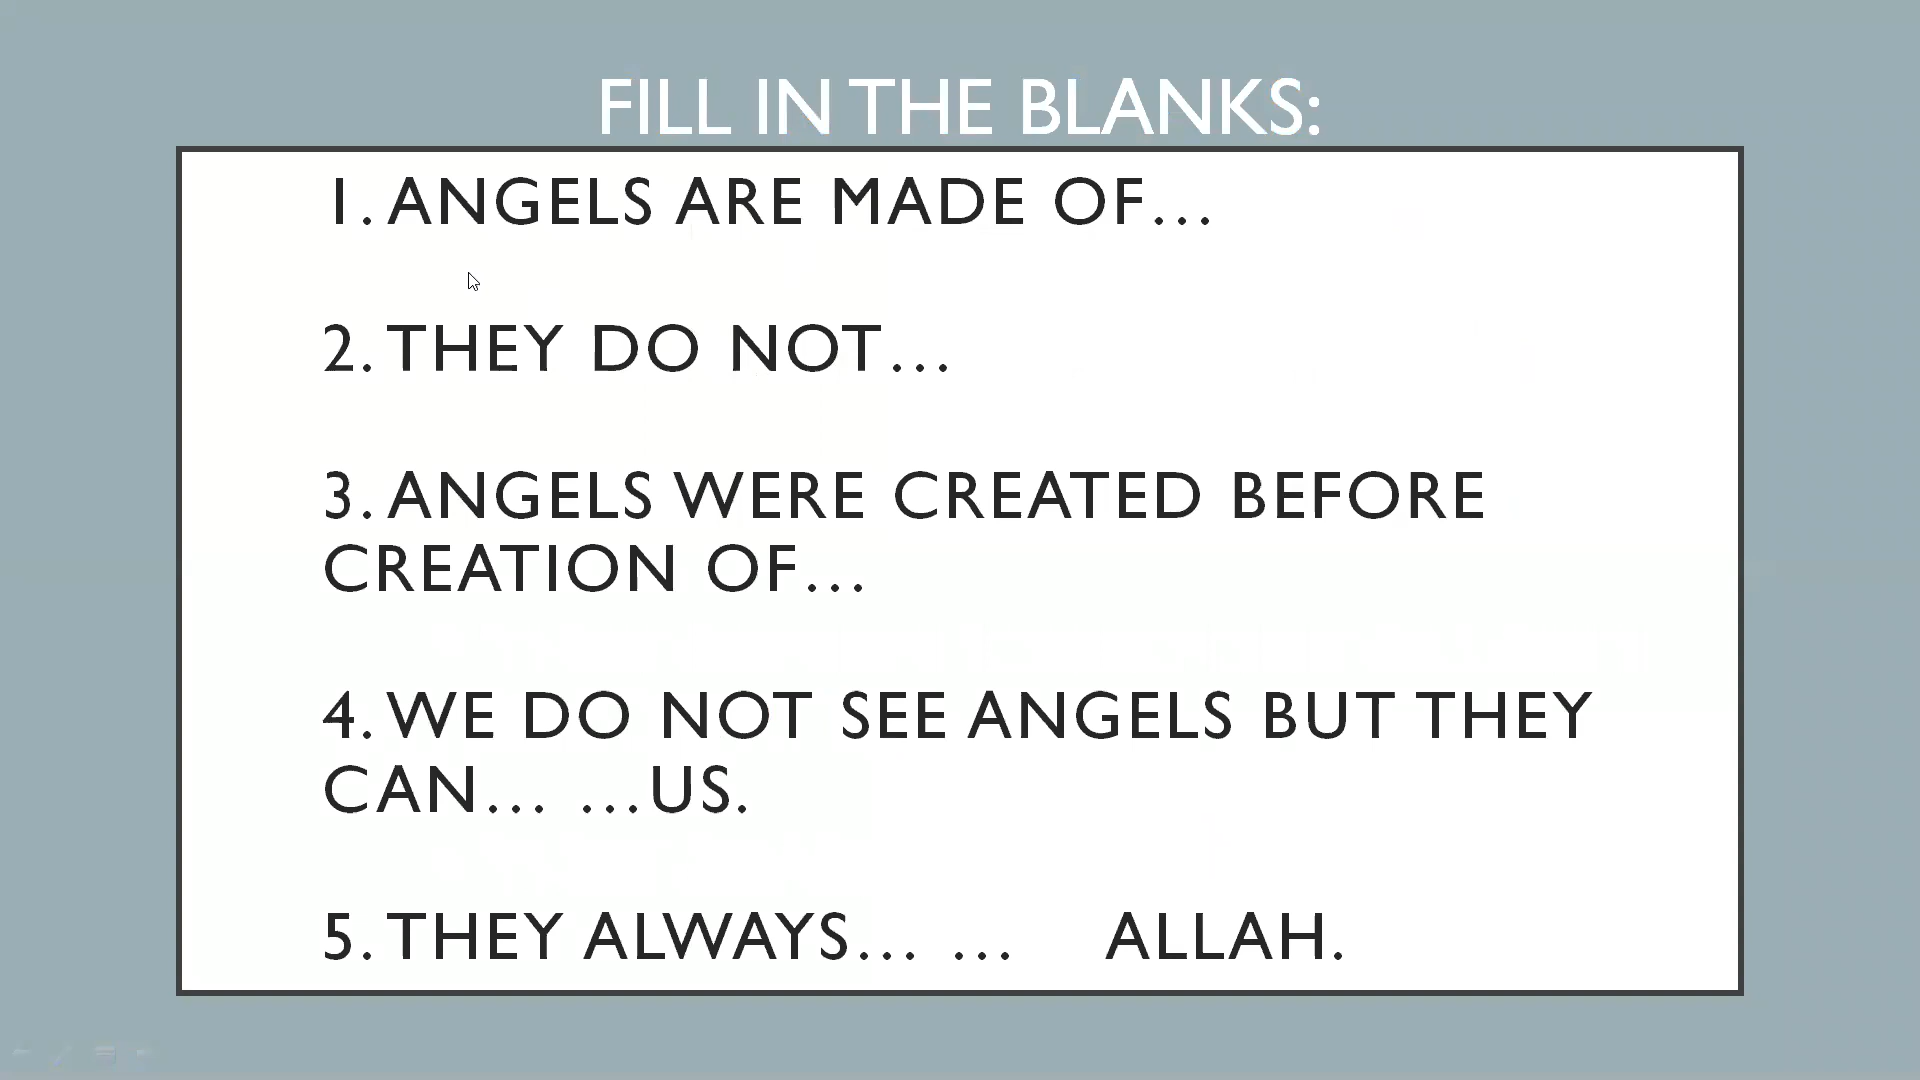 FILL IN THE BLANKS:
1. ANGELS ARE MADE OF...
2. THEY DO NOT...
3. ANGELS WERE CREATED BEFORE
CREATION OF...
4. WE DO NOT SEE ANGELS BUT THEY
CAN... ...US.
5. THEY ALWAYS... ... ALLAH.